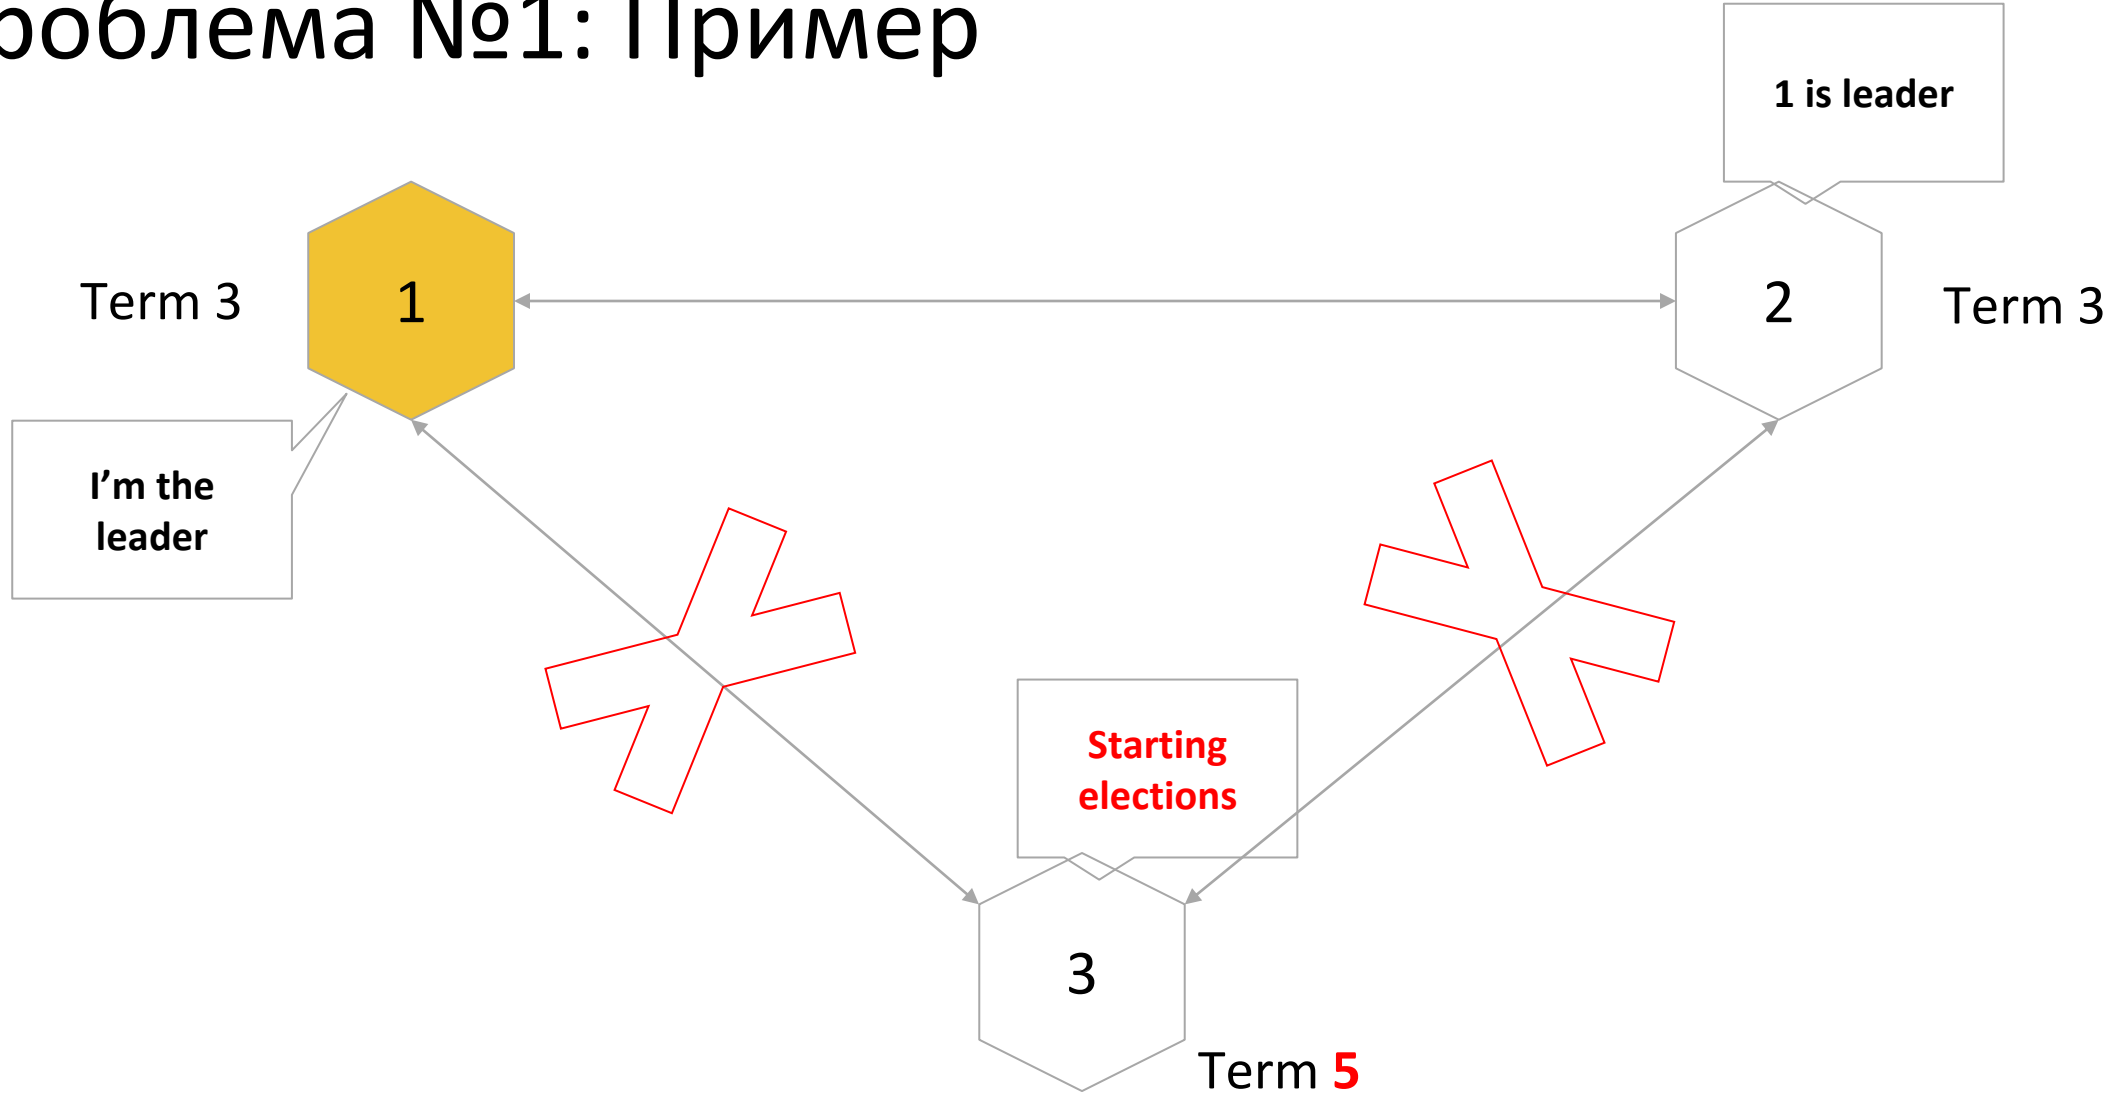 роблема №1: Пример
1 is leader
Term 3
1
2
Term 3
I’m the
leader
Starting
elections
3
Term 5